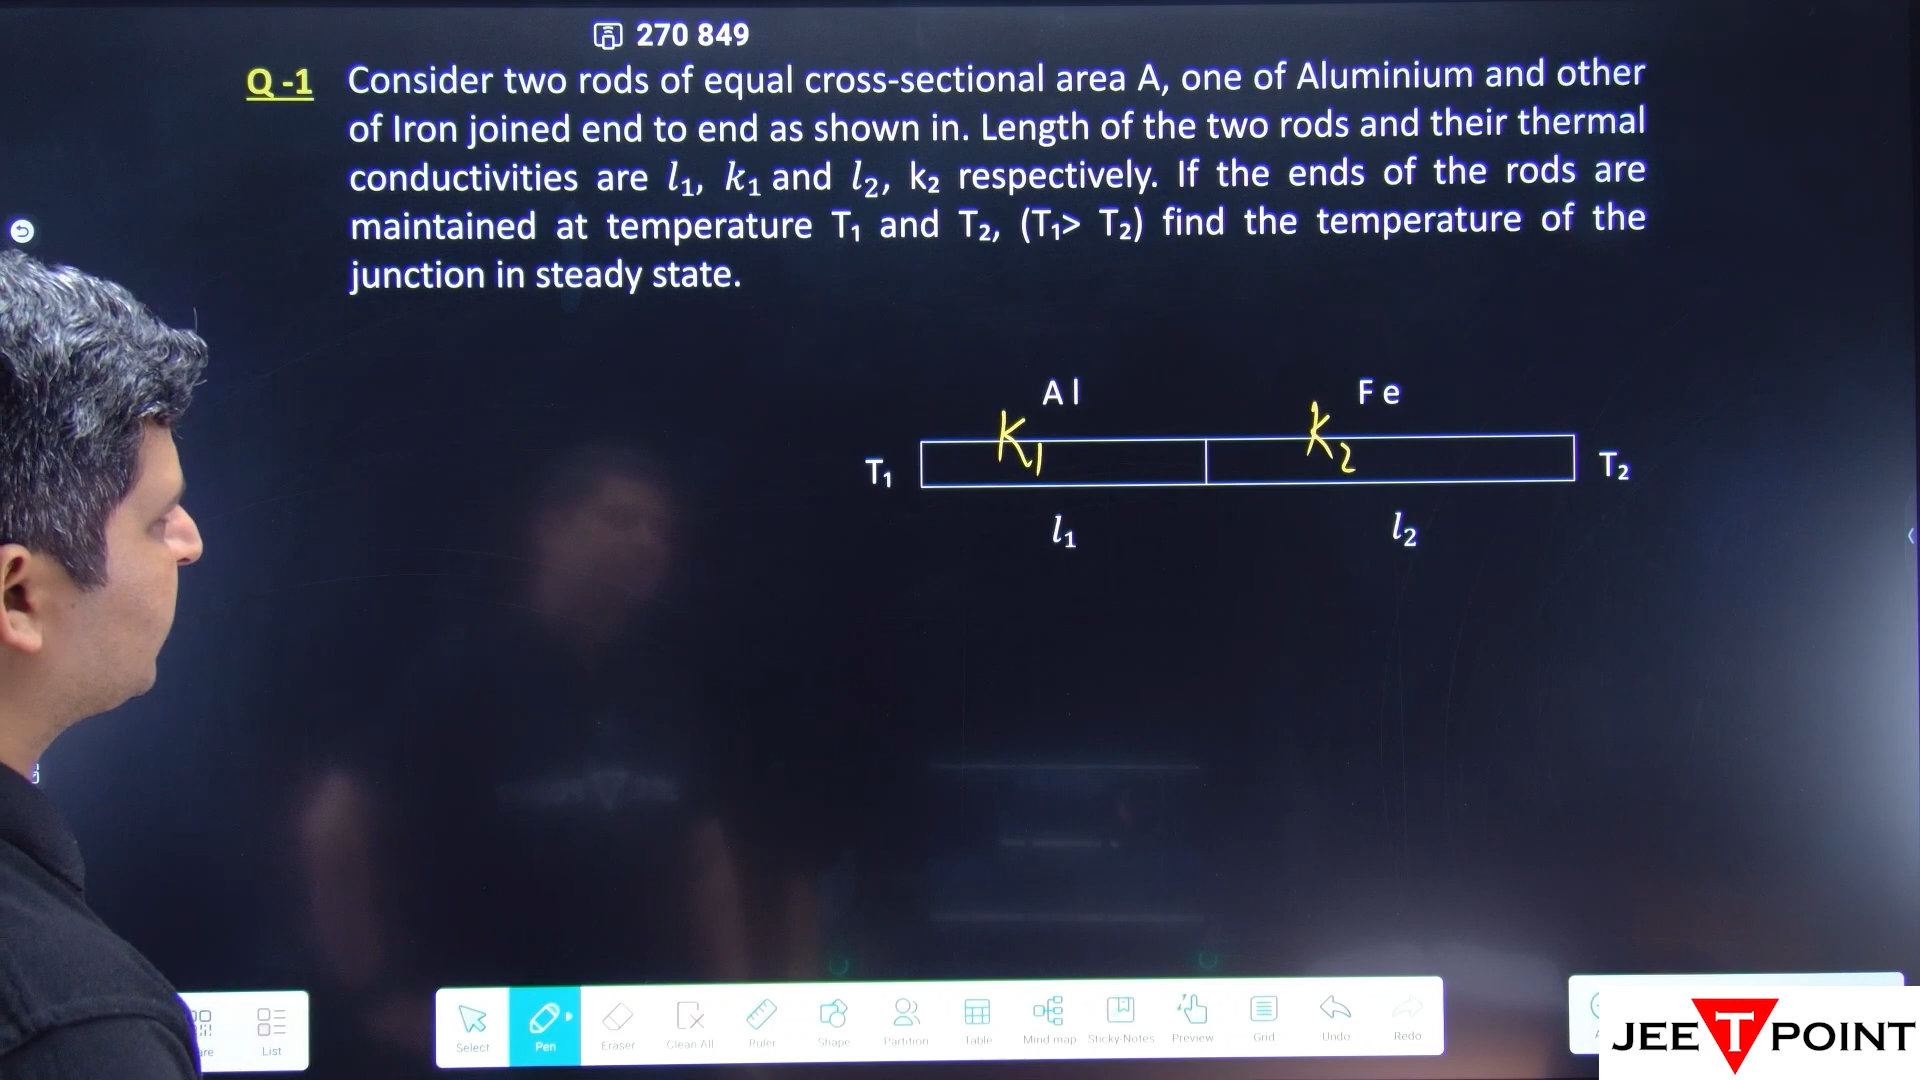 270 849
Q-1 Consider two rods of equal cross-sectional area A, one of Aluminium and other
of Iron joined end to end as shown in. Length of the two rods and their thermal
conductivities are l₁, k₁ and l₂, k₂ respectively. If the ends of the rods are
maintained at temperature T₁ and T₂, (T₁> T₂) find the temperature of the
junction in steady state.
Al Fe
K₁ k₂
T₁ T₂
l₁ l₂
List
Select Pen Eraser Clean All Ruler Shape Partition Table Mind map Sticky-Notes Preview Grid Undo Redo
JEE T POINT